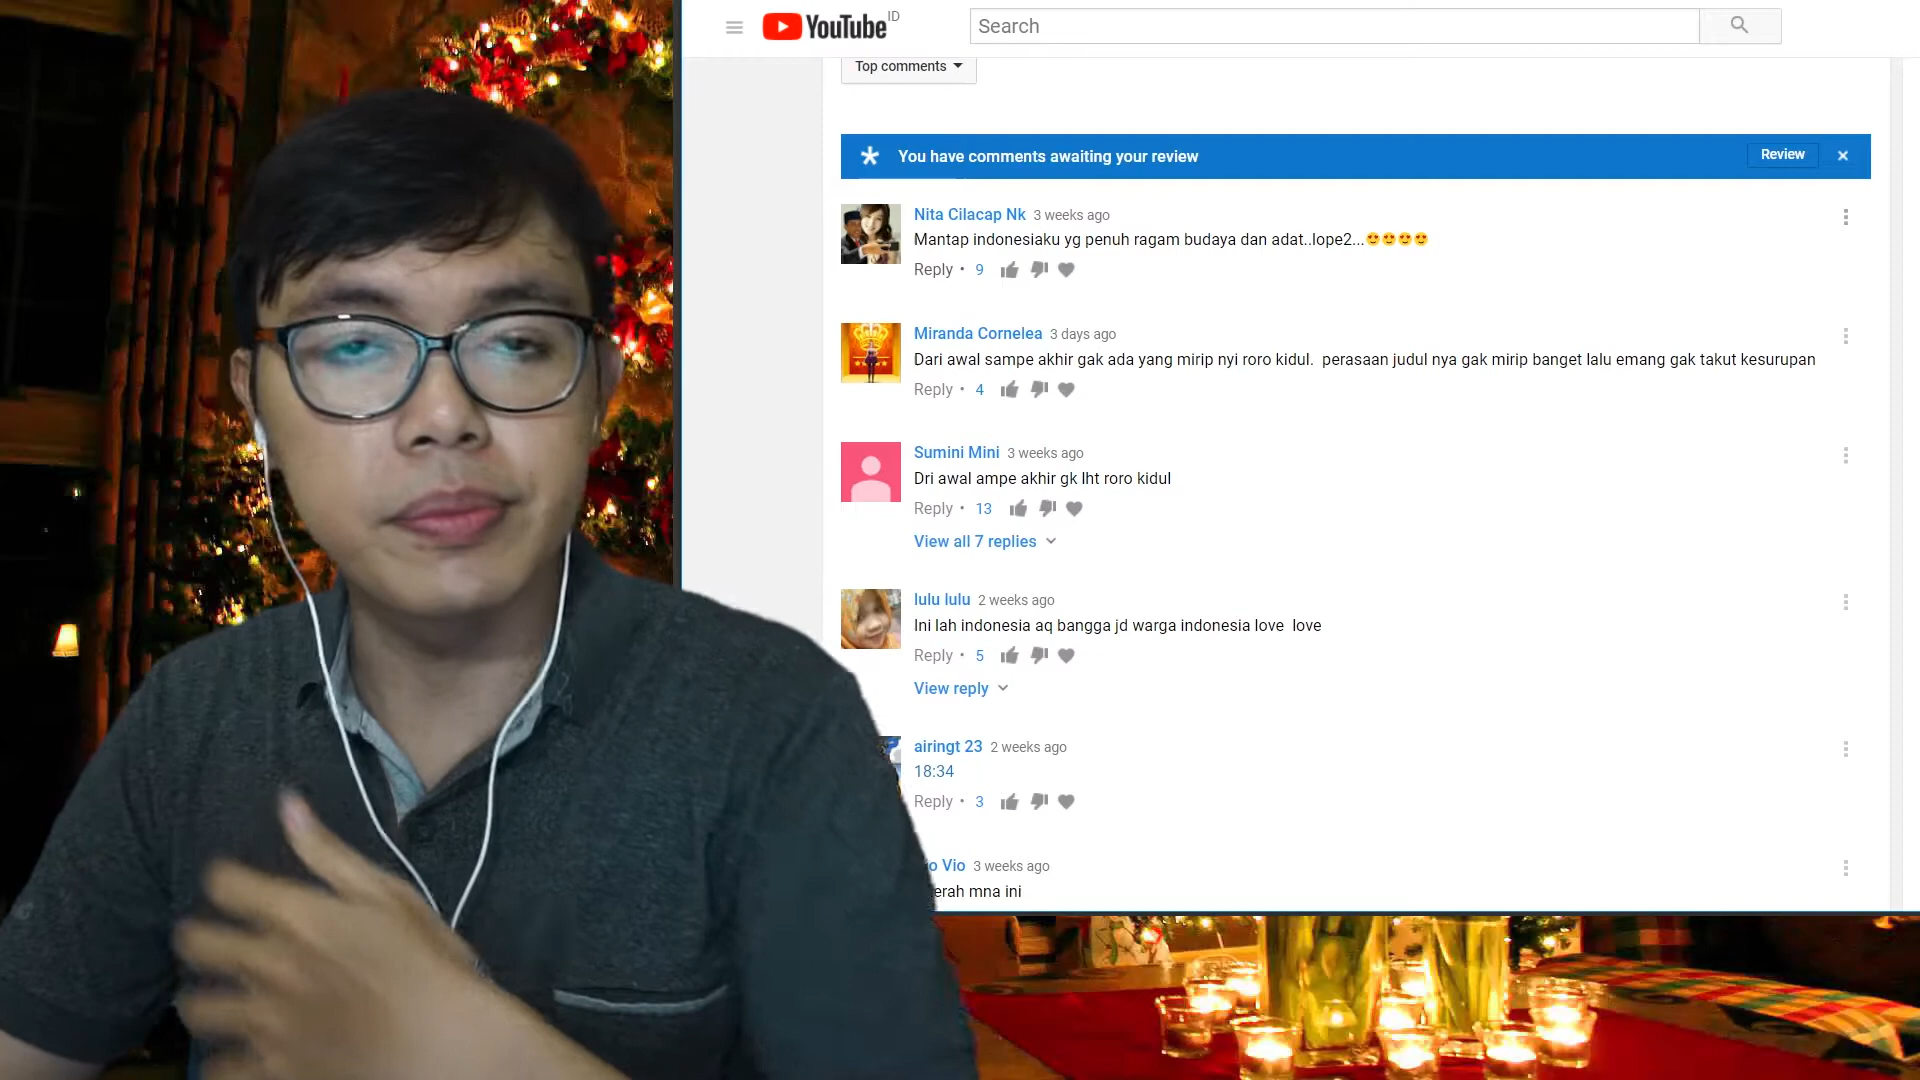 YouTube ID
Search
Top comments
You have comments awaiting your review
Review
Nita Cilacap Nk 3 weeks ago
Mantap indonesiaku yg penuh ragam budaya dan adat..lope2...😍😍😍😍
Reply • 9
Miranda Cornelea 3 days ago
Dari awal sampe akhir gak ada yang mirip nyi roro kidul.  perasaan judul nya gak mirip banget lalu emang gak takut kesurupan
Reply • 4
Sumini Mini 3 weeks ago
Dri awal ampe akhir gk lht roro kidul
Reply • 13
View all 7 replies
lulu lulu 2 weeks ago
Ini lah indonesia aq bangga jd warga indonesia love  love
Reply • 5
View reply
airingt 23 2 weeks ago
18:34
Reply • 3
Vio 3 weeks ago
mna ini